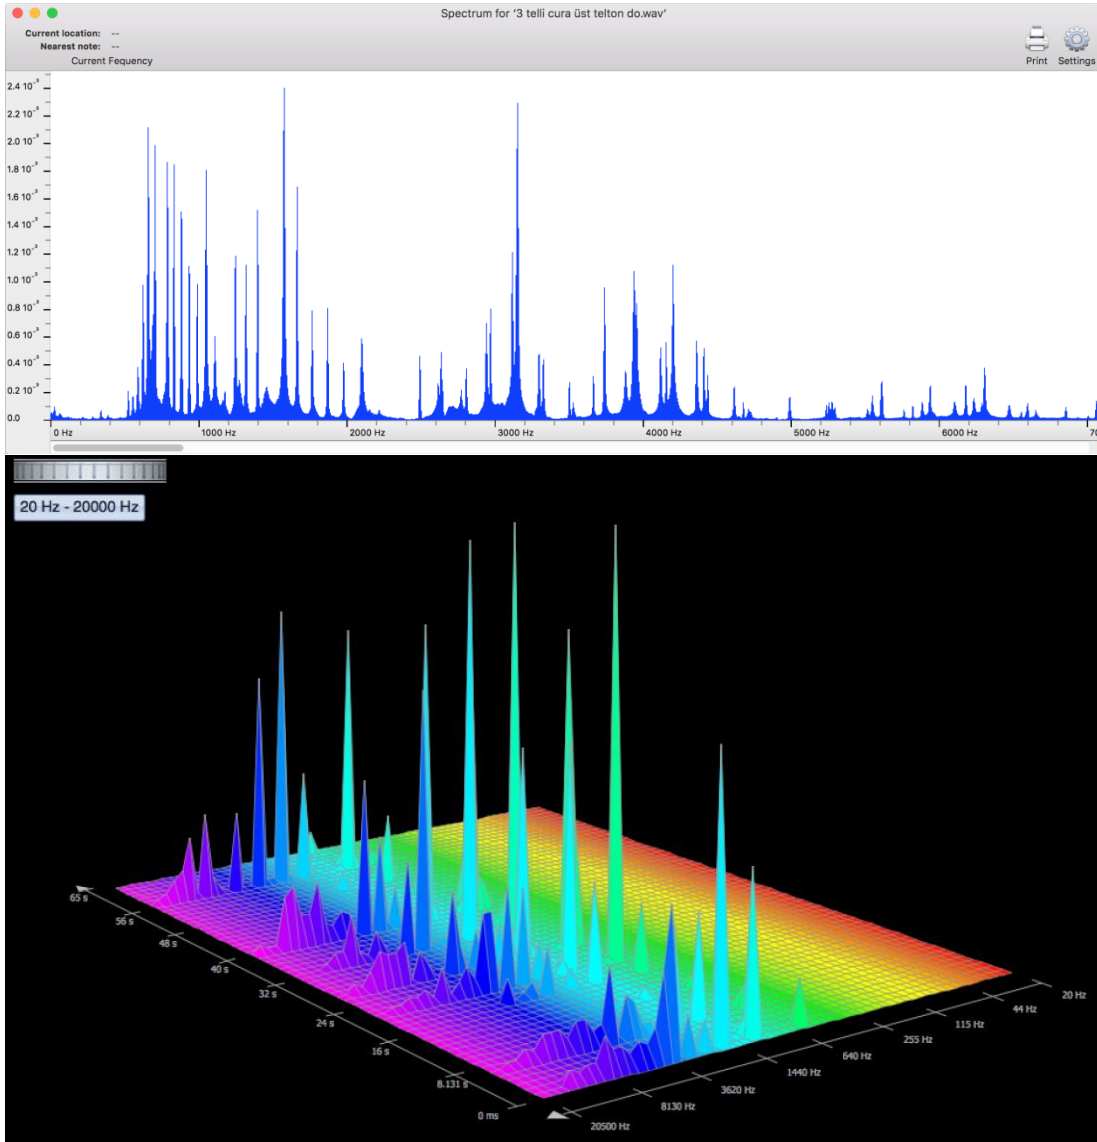 Spectrum for '3 telli cura üst telton do.wav'
Current location: --
Nearest note: --
Current Fequency
Print Settings
2.4 10⁻³
2.2 10⁻³
2.0 10⁻³
1.8 10⁻³
1.6 10⁻³
1.4 10⁻³
1.2 10⁻³
1.0 10⁻³
0.8 10⁻³
0.6 10⁻³
0.4 10⁻³
0.2 10⁻³
0.0
0 Hz 1000 Hz 2000 Hz 3000 Hz 4000 Hz 5000 Hz 6000 Hz 70
20 Hz - 20000 Hz
65 s
56 s
48 s
40 s
32 s
24 s
16 s
8.131 s
0 ms
20 Hz
44 Hz
115 Hz
255 Hz
640 Hz
1440 Hz
3620 Hz
8130 Hz
20500 Hz